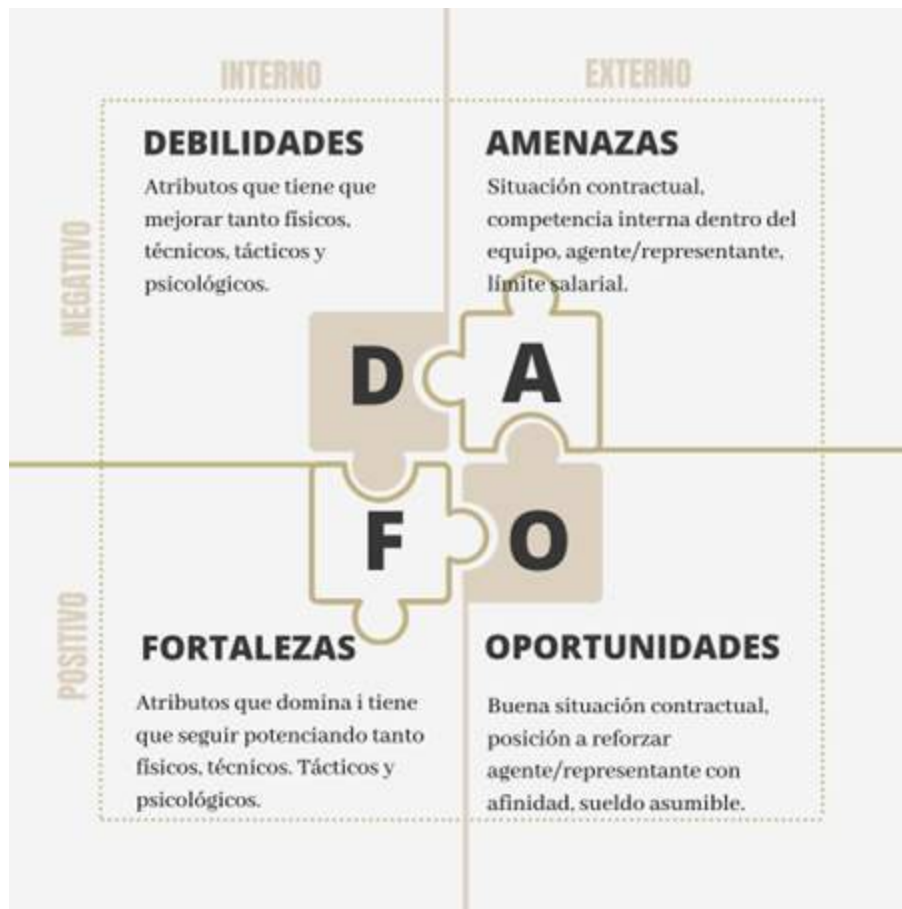 INTERNO
EXTERNO
NEGATIVO
DEBILIDADES
Atributos que tiene que
mejorar tanto físicos,
técnicos, tácticos y
psicológicos.
AMENAZAS
Situación contractual,
competencia interna dentro del
equipo, agente/representante,
límite salarial.
D
A
F
O
POSITIVO
FORTALEZAS
Atributos que domina i tiene
que seguir potenciando tanto
físicos, técnicos. Tácticos y
psicológicos.
OPORTUNIDADES
Buena situación contractual,
posición a reforzar
agente/representante con
afinidad, sueldo asumible.